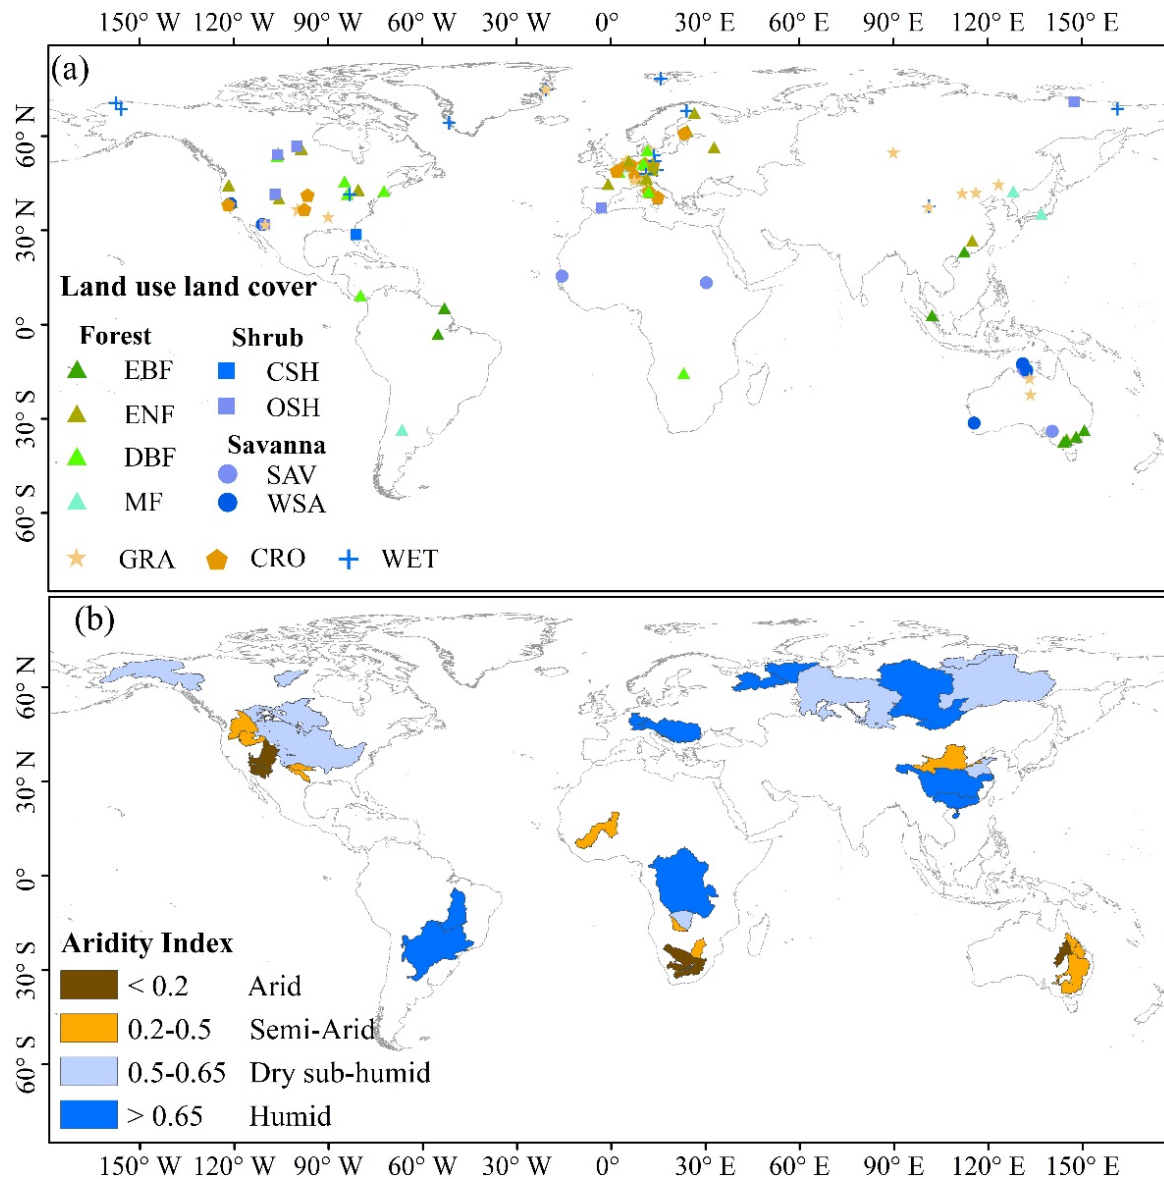 150° W 120° W 90° W 60° W 30° W 0° 30° E 60° E 90° E 120° E 150° E
(a)
60° N
30° N
0°
30° S
60° S
Land use land cover
Forest
EBF
ENF
DBF
MF
Shrub
CSH
OSH
Savanna
SAV
WSA
GRA CRO WET
(b)
60° N
30° N
0°
30° S
60° S
Aridity Index
< 0.2 Arid
0.2-0.5 Semi-Arid
0.5-0.65 Dry sub-humid
> 0.65 Humid
150° W 120° W 90° W 60° W 30° W 0° 30° E 60° E 90° E 120° E 150° E